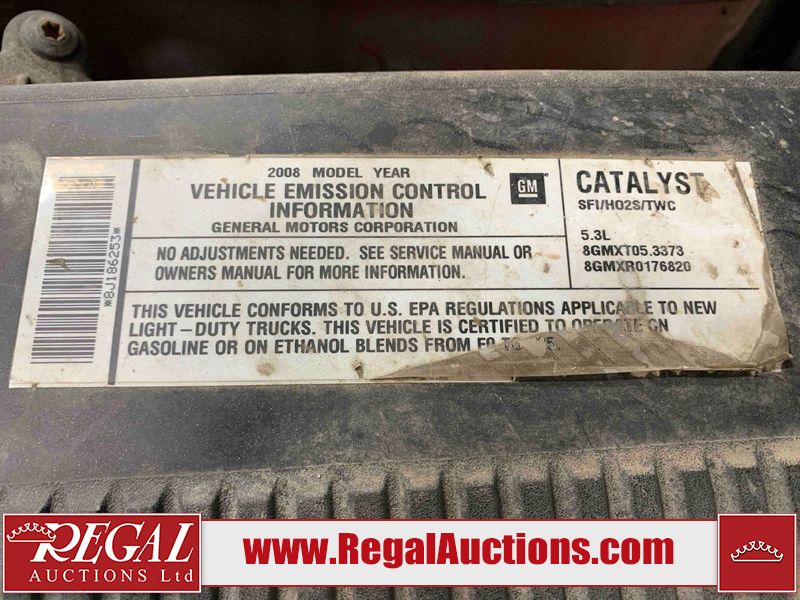 2008 MODEL YEAR
VEHICLE EMISSION CONTROL
INFORMATION
GENERAL MOTORS CORPORATION
GM
NO ADJUSTMENTS NEEDED. SEE SERVICE MANUAL OR
OWNERS MANUAL FOR MORE INFORMATION.
CATALYST
SFI/HO2S/TWC
5.3L
8GMXT05.3373
8GMXR0176820
THIS VEHICLE CONFORMS TO U.S. EPA REGULATIONS APPLICABLE TO NEW
LIGHT-DUTY TRUCKS. THIS VEHICLE IS CERTIFIED TO OPERATE ON
GASOLINE OR ON ETHANOL BLENDS FROM
*8J186253*
REGAL
AUCTIONS Ltd
www.RegalAuctions.com